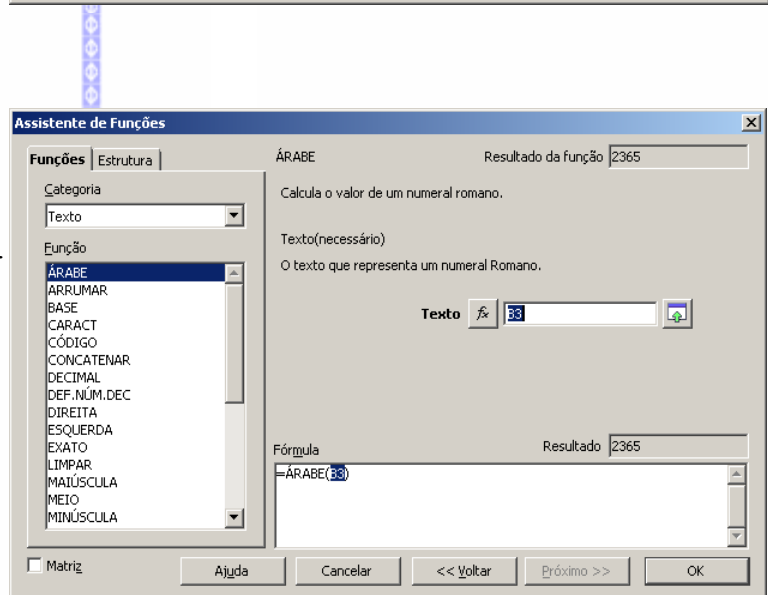 Assistente de Funções
Funções
Estrutura
ÁRABE
Resultado da função 2365
Categoria
Texto
Calcula o valor de um numeral romano.
Função
Texto(necessário)
O texto que representa um numeral Romano.
ÁRABE
ARRUMAR
BASE
CARACT
CÓDIGO
CONCATENAR
DECIMAL
DEF.NÚM.DEC
DIREITA
ESQUERDA
EXATO
LIMPAR
MAIÚSCULA
MEIO
MINÚSCULA
Texto fx B3
Fórmula
Resultado 2365
=ÁRABE(B3)
Matriz
Ajuda
Cancelar
<< Voltar
Próximo >>
OK